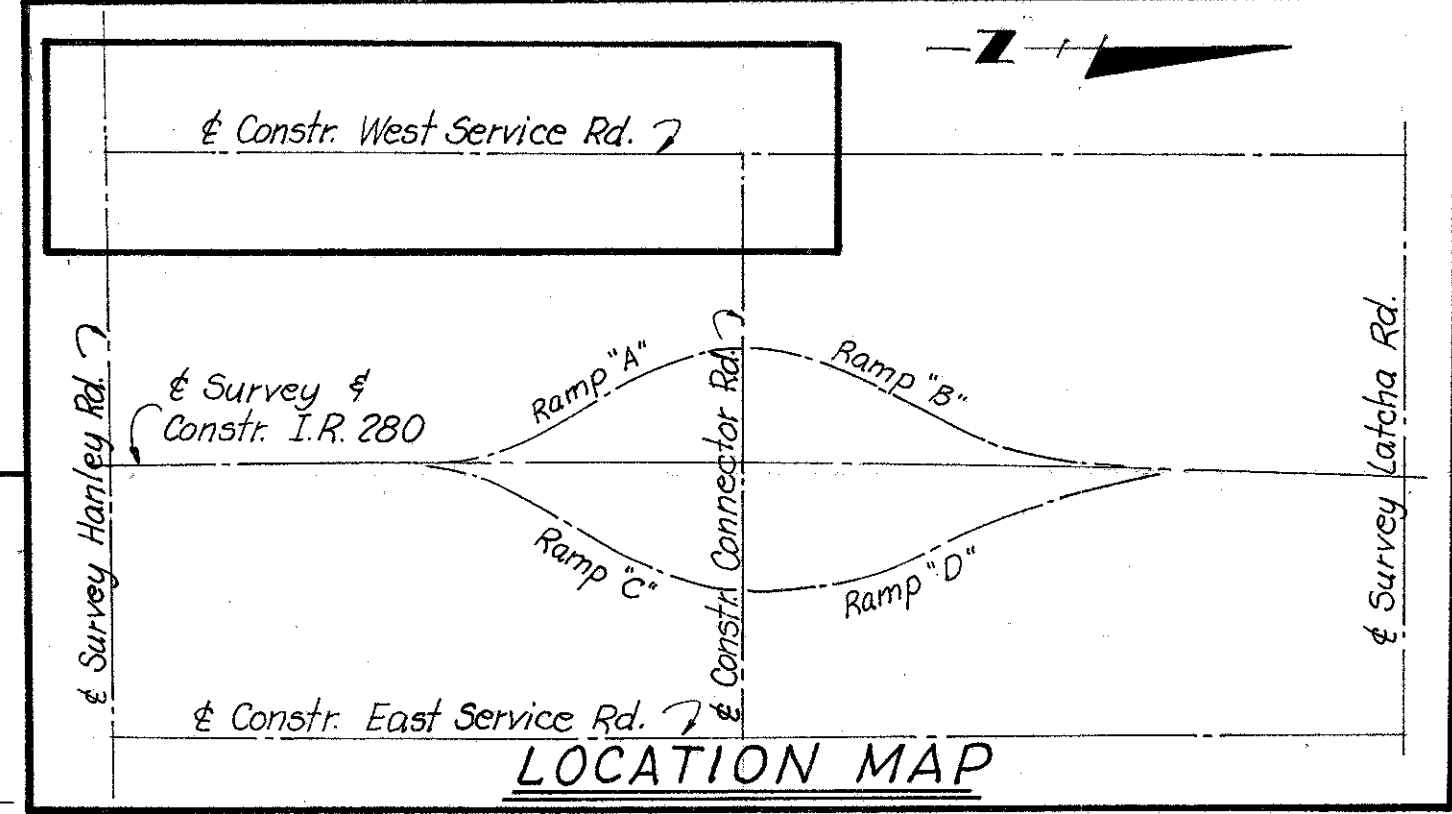 N
℄ Constr. West Service Rd.
℄ Survey Hanley Rd.
℄ Survey &
Constr. I.R. 280
Ramp "A"
Ramp "B"
℄ Constr. Connector Rd.
Ramp "C"
Ramp "D"
℄ Survey Latcha Rd.
℄ Constr. East Service Rd.
LOCATION MAP